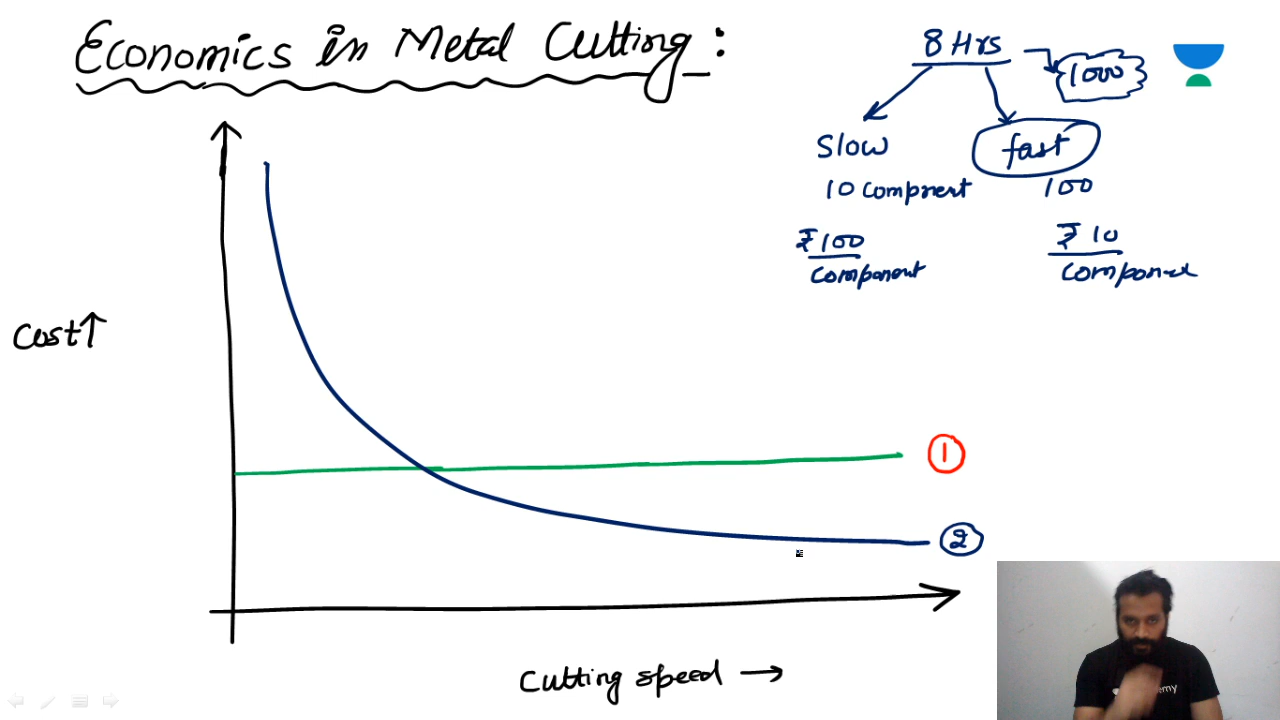 Economics in Metal Cutting :
8 Hrs
1000
Slow
fast
10 Component
100
₹ 100
component
₹ 10
Cost↑
①
②
Cutting speed →